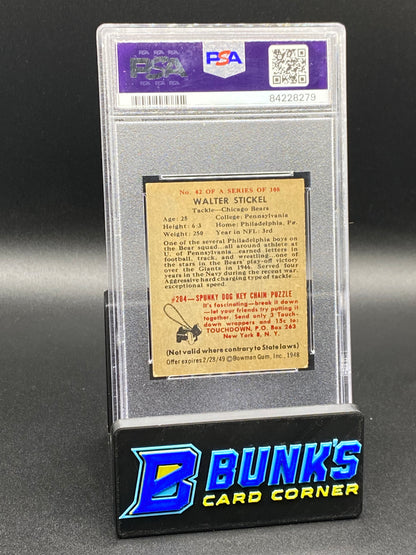 PSA
PSA
PSA
84228279
No. 42 OF A SERIES OF 108
WALTER STICKEL
Tackle—Chicago Bears
Age: 25 College: Pennsylvania
Height: 6:3 Home: Philadelphia, Pa.
Weight: 250 Year in NFL: 3rd
One of the several Philadelphia boys on
the Bear squad... all around athlete at
U. of Pennsylvania... earned letters in
football, track, and wrestling...one of
the stars in the Bears' play-off victory
over the Giants in 1946. Served four
years in the Navy during the recent war.
Aggressive hard charging type of tackle...
exceptional speed.
#204—SPUNKY DOG KEY CHAIN-PUZZLE
It's fascinating—break it down
—let your friends try putting it
together. Send only 3 Touch-
down wrappers and 15c to:
TOUCHDOWN, P.O. Box 263
New York 8, N. Y.
(Not valid where contrary to State laws)
Offer expires 2/28/49 ©Bowman Gum, Inc., 1948
B BUNK'S
CARD CORNER